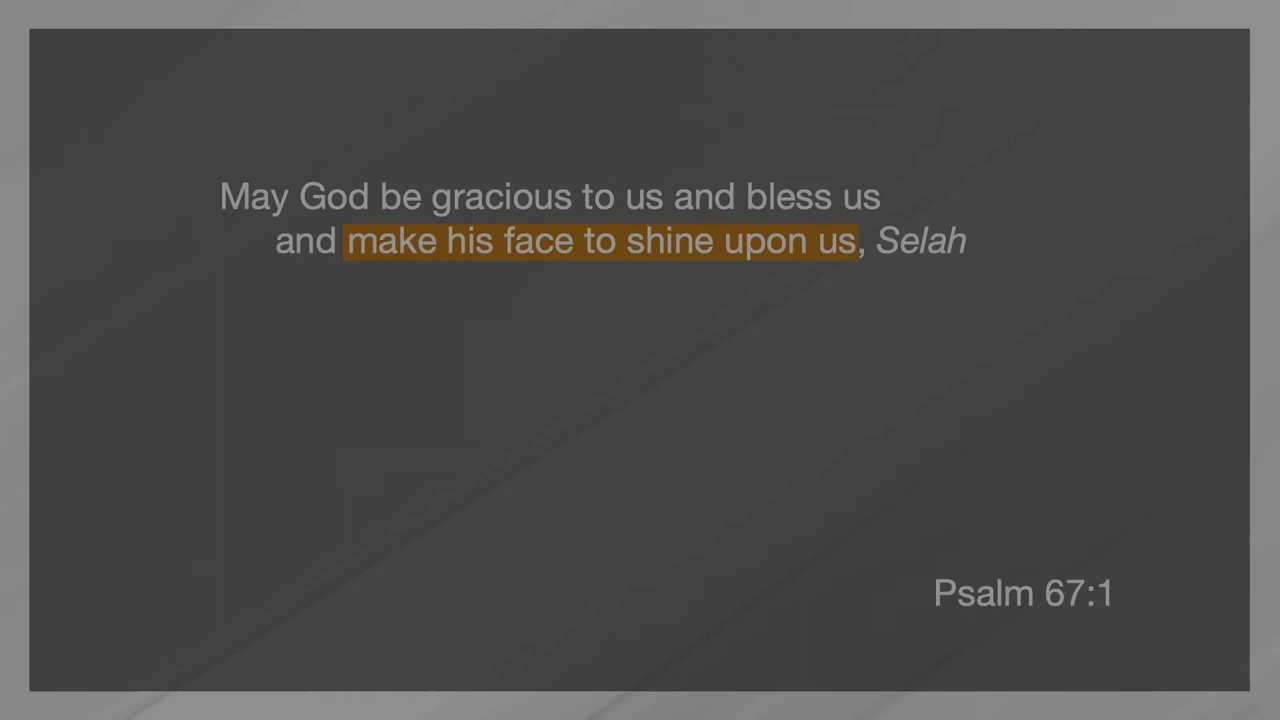 May God be gracious to us and bless us
and make his face to shine upon us, Selah
Psalm 67:1